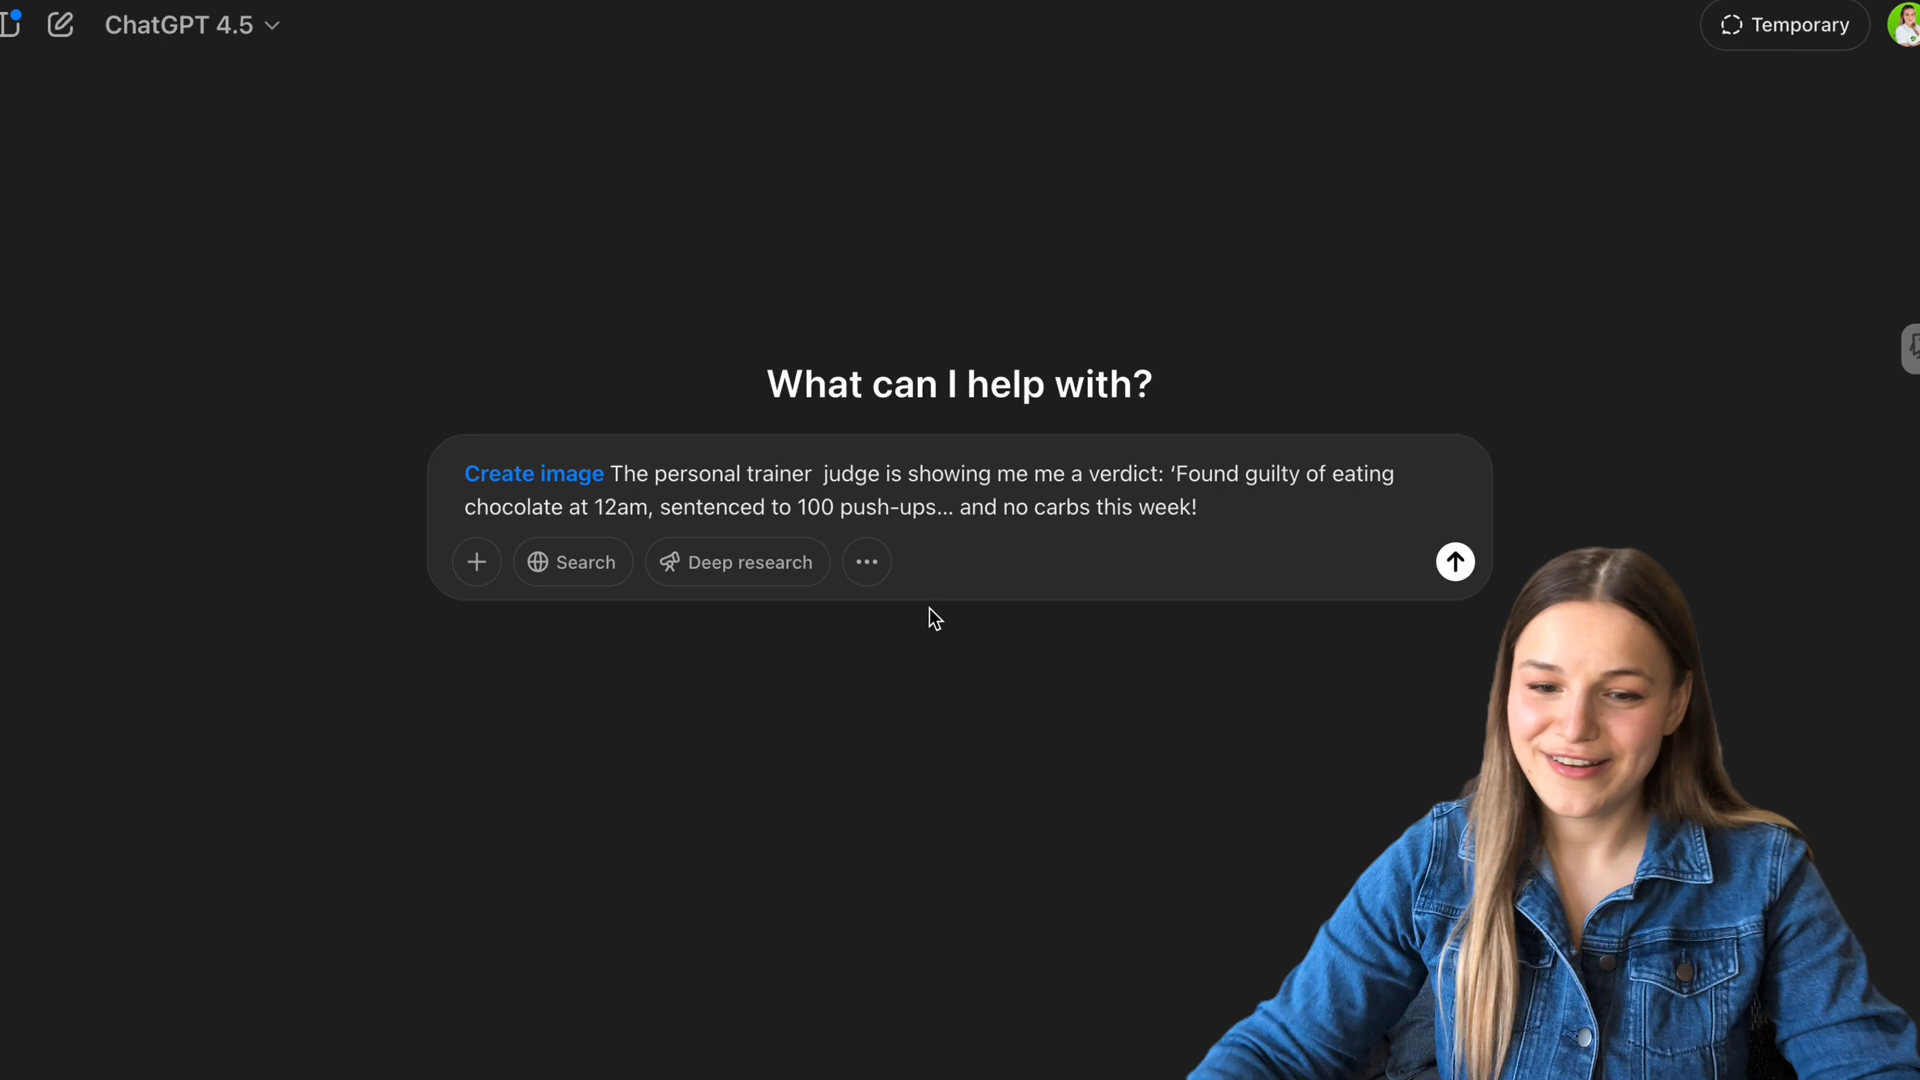 ChatGPT 4.5
Temporary
What can I help with?
Create image The personal trainer  judge is showing me me a verdict: ‘Found guilty of eating
chocolate at 12am, sentenced to 100 push-ups... and no carbs this week!
Search
Deep research